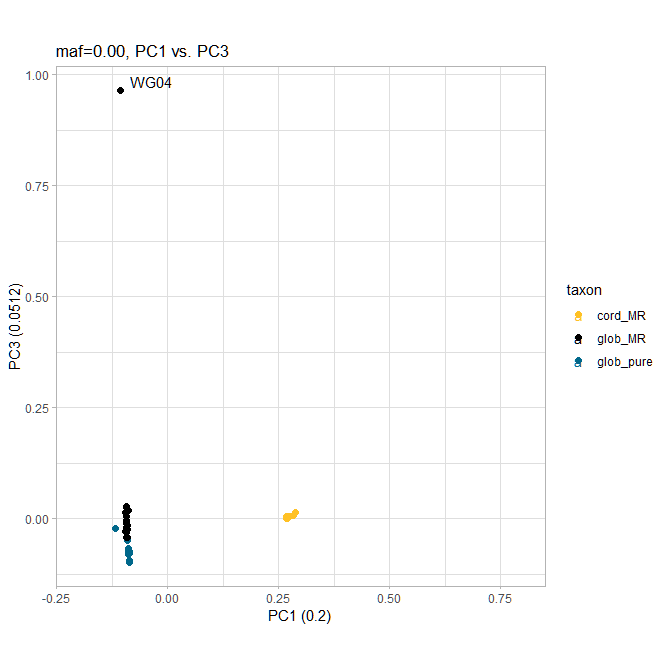 maf=0.00, PC1 vs. PC3
1.00
WG04
0.75
0.50
0.25
0.00
PC3 (0.0512)
-0.25
0.00
0.25
0.50
0.75
PC1 (0.2)
taxon
a cord_MR
a glob_MR
a glob_pure